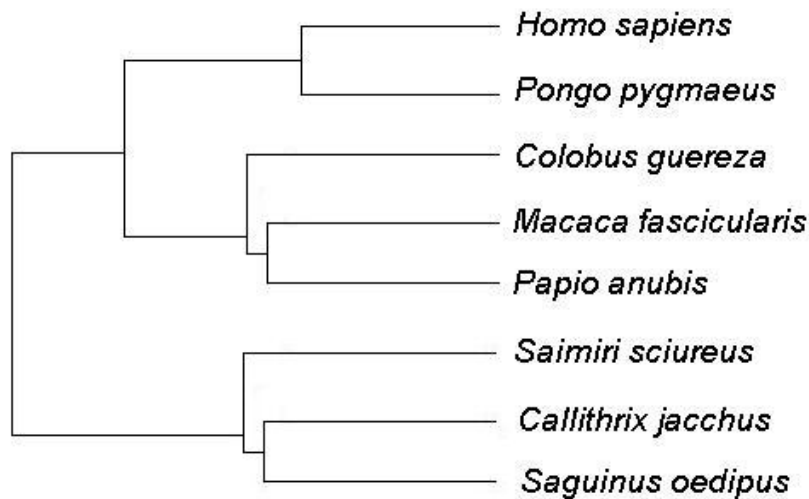 Homo sapiens
Pongo pygmaeus
Colobus guereza
Macaca fascicularis
Papio anubis
Saimiri sciureus
Callithrix jacchus
Saguinus oedipus